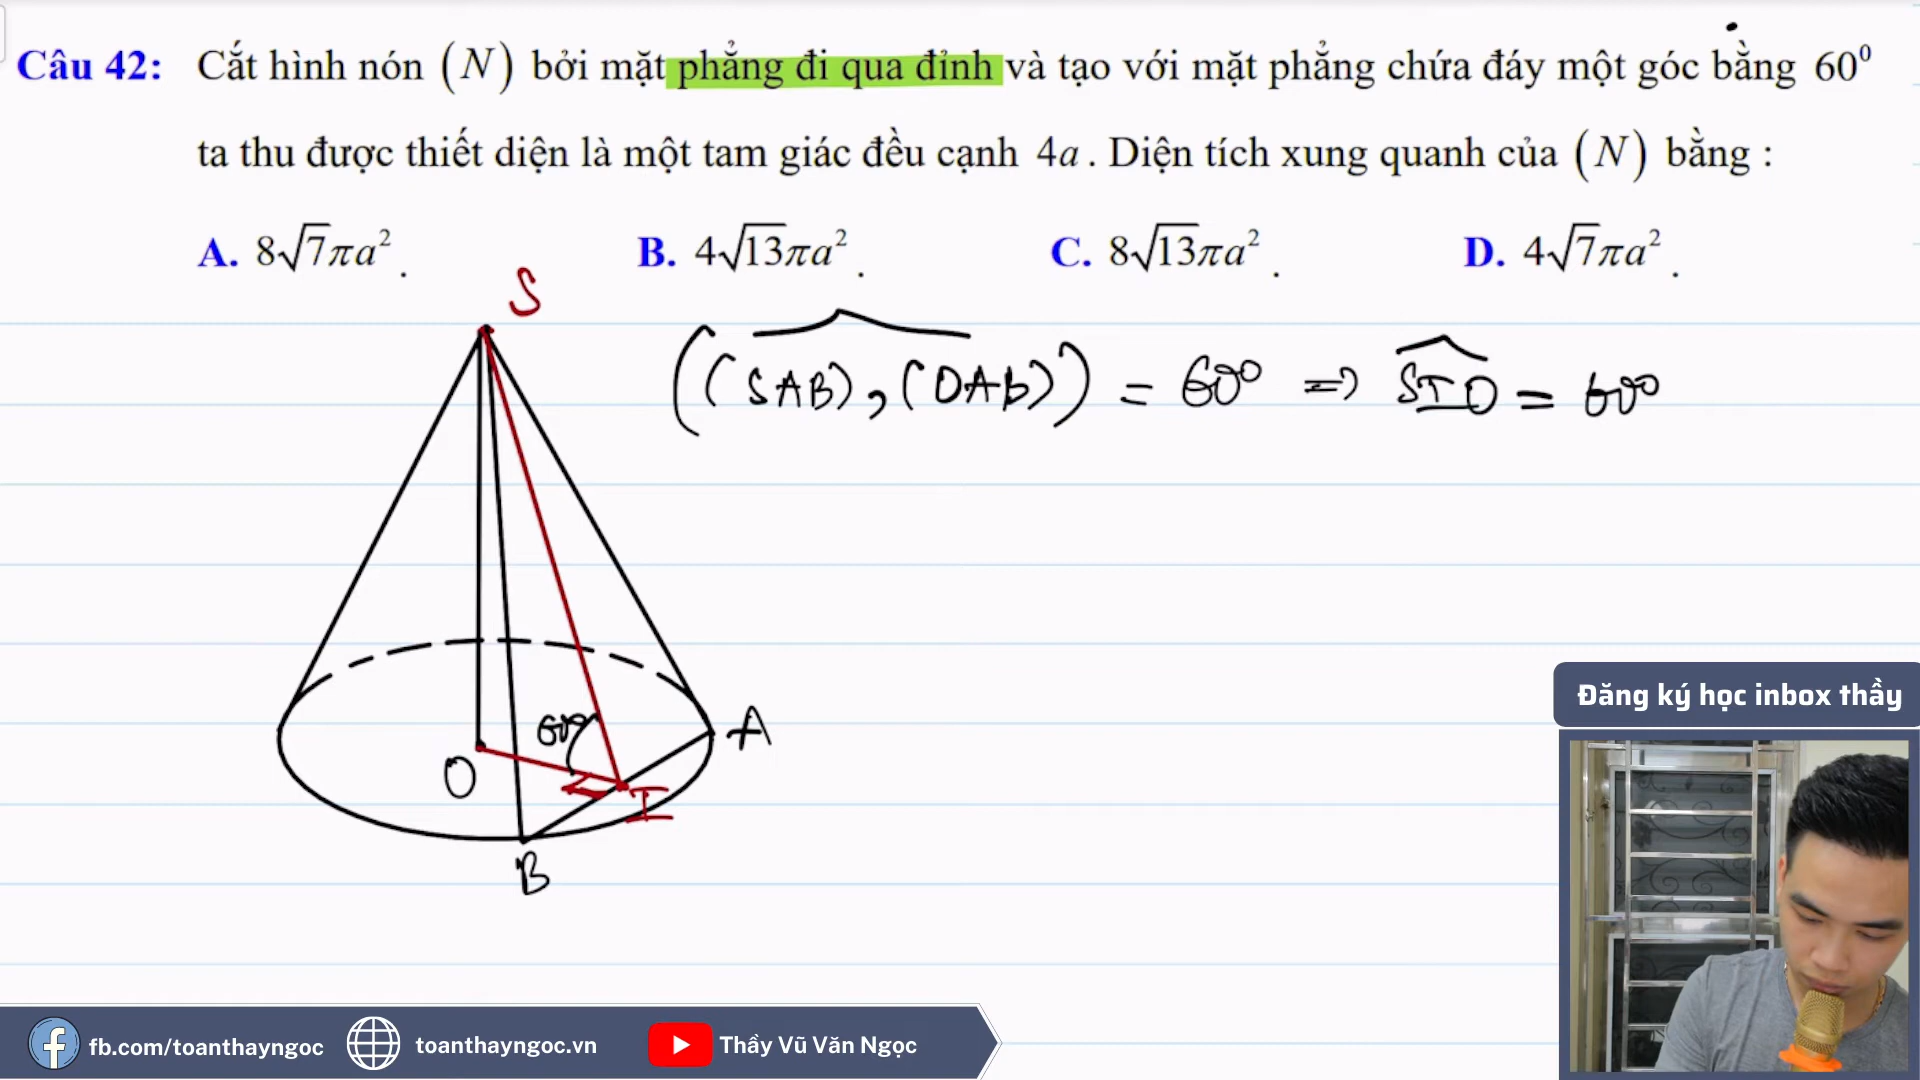 Câu 42: Cắt hình nón (N) bởi mặt phẳng đi qua đỉnh và tạo với mặt phẳng chứa đáy một góc bằng 60⁰
ta thu được thiết diện là một tam giác đều cạnh 4a. Diện tích xung quanh của (N) bằng :
A. 8√7πa². B. 4√13πa². C. 8√13πa². D. 4√7πa².
S
((SAB), (OAB)) = 60° ⇒ SIO = 60°
60°
A
O
I
B
Đăng ký học inbox thầy
fb.com/toanthayngoc toanthayngoc.vn Thầy Vũ Văn Ngọc